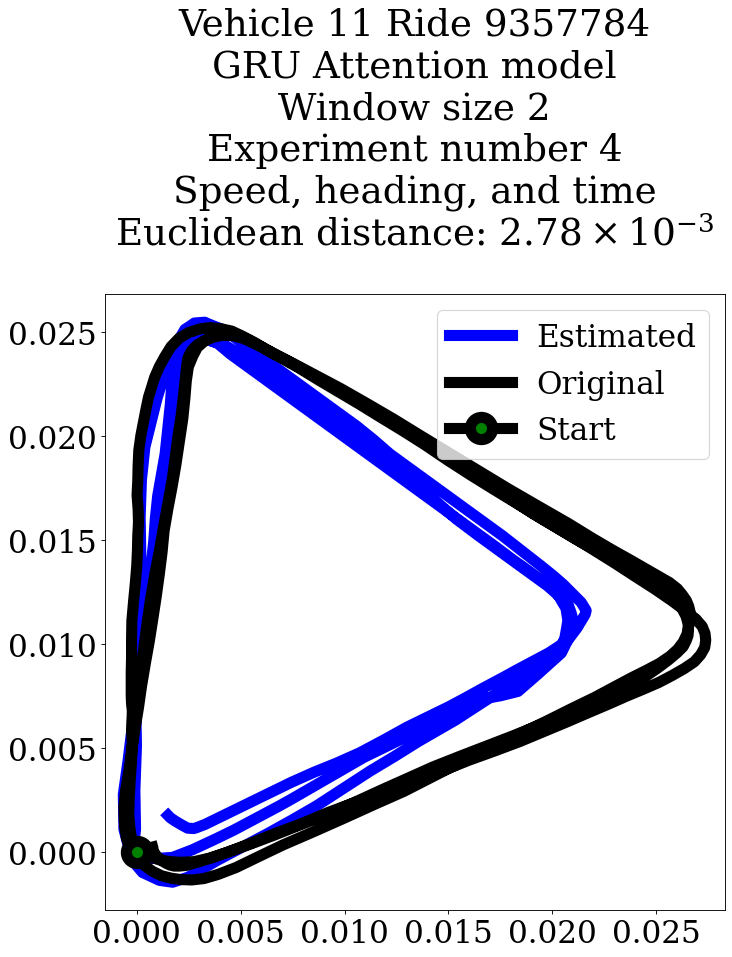 Vehicle 11 Ride 9357784
GRU Attention model
Window size 2
Experiment number 4
Speed, heading, and time
Euclidean distance: 2.78 × 10⁻³
Estimated
Original
Start
0.025
0.020
0.015
0.010
0.005
0.000
0.000 0.005 0.010 0.015 0.020 0.025